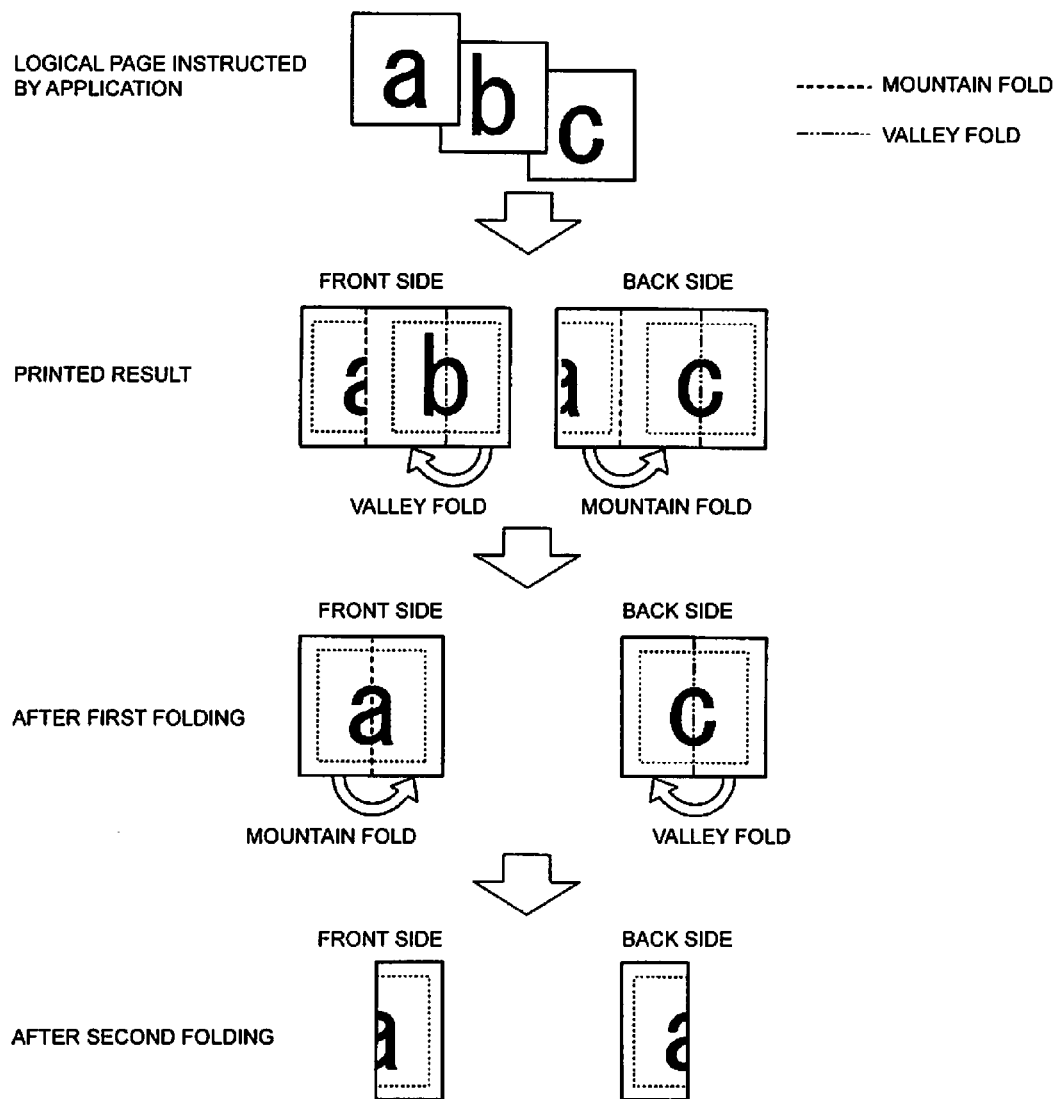 LOGICAL PAGE INSTRUCTED
BY APPLICATION
a
b
c
MOUNTAIN FOLD
VALLEY FOLD
FRONT SIDE
BACK SIDE
PRINTED RESULT
a
b
a
c
VALLEY FOLD
MOUNTAIN FOLD
FRONT SIDE
BACK SIDE
AFTER FIRST FOLDING
a
c
MOUNTAIN FOLD
VALLEY FOLD
FRONT SIDE
BACK SIDE
AFTER SECOND FOLDING
a
a